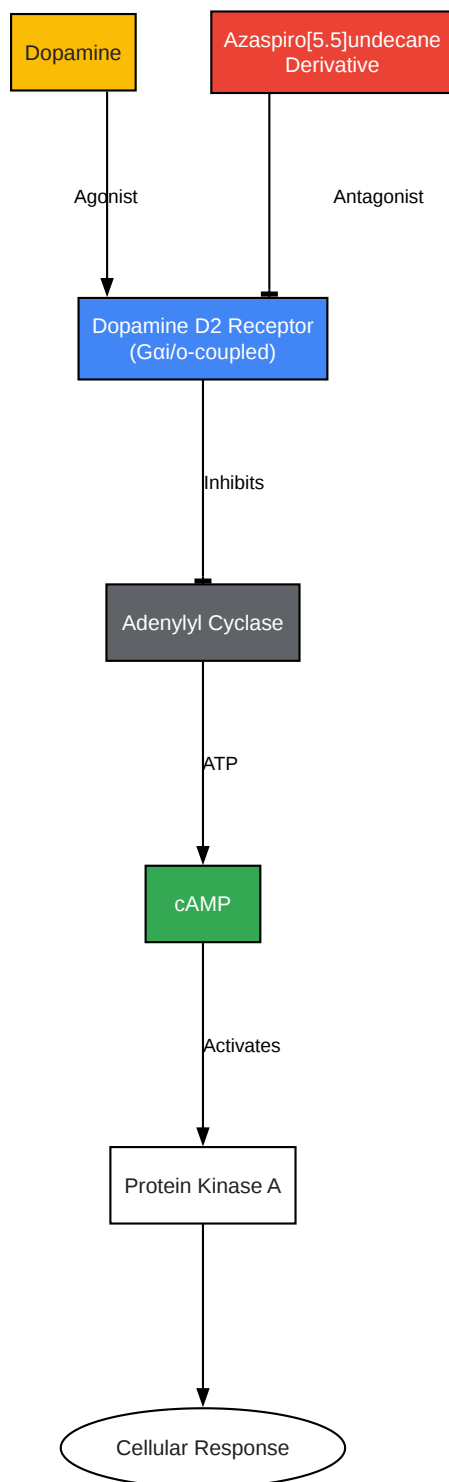 Dopamine
Azaspiro[5.5]undecane
Derivative
Agonist
Antagonist
Dopamine D2 Receptor
(Gαi/o-coupled)
Inhibits
Adenylyl Cyclase
ATP
cAMP
Activates
Protein Kinase A
Cellular Response